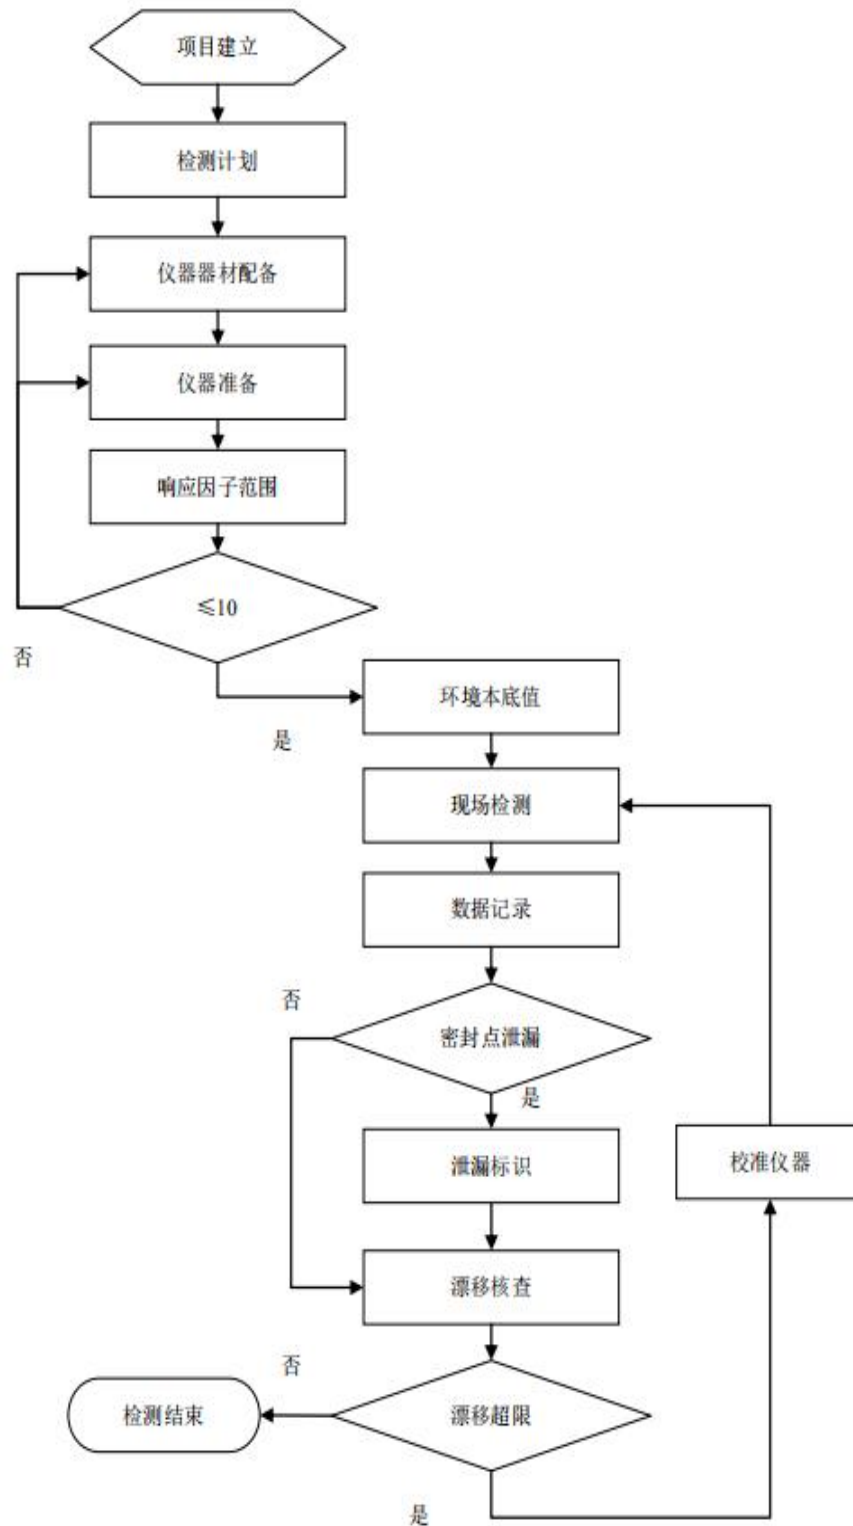 项目建立
检测计划
仪器器材配备
仪器准备
响应因子范围
≤10
否
环境本底值
是
现场检测
数据记录
否
密封点泄漏
是
泄漏标识
校准仪器
漂移核查
否
检测结束
漂移超限
是